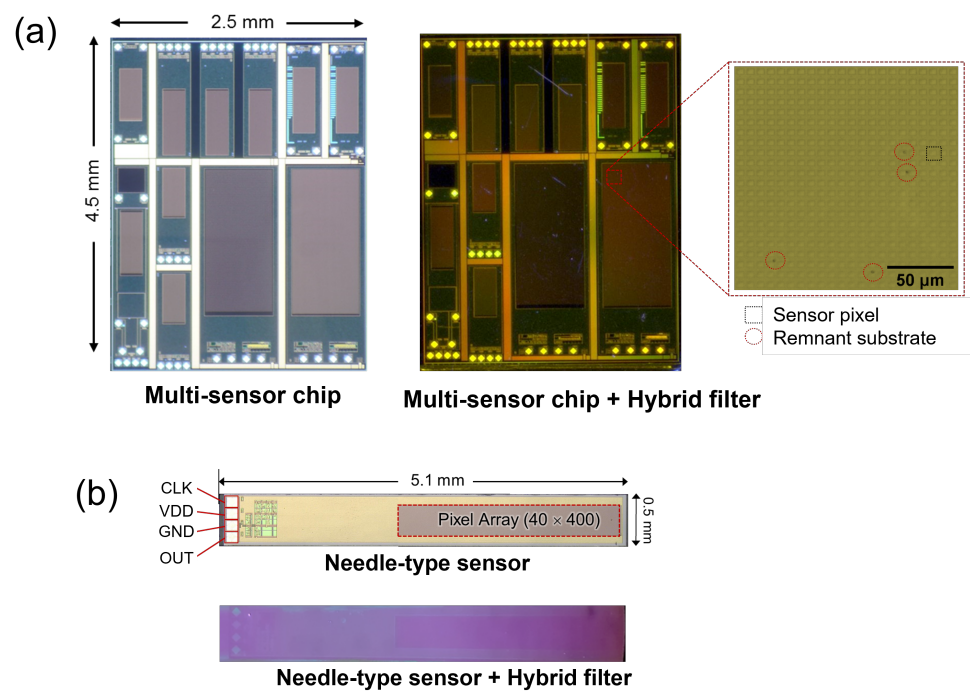 (a)
2.5 mm
4.5 mm
50 μm
Sensor pixel
Remnant substrate
Multi-sensor chip
Multi-sensor chip + Hybrid filter
(b)
5.1 mm
CLK
VDD
GND
OUT
Pixel Array (40 × 400)
0.5 mm
Needle-type sensor
Needle-type sensor + Hybrid filter